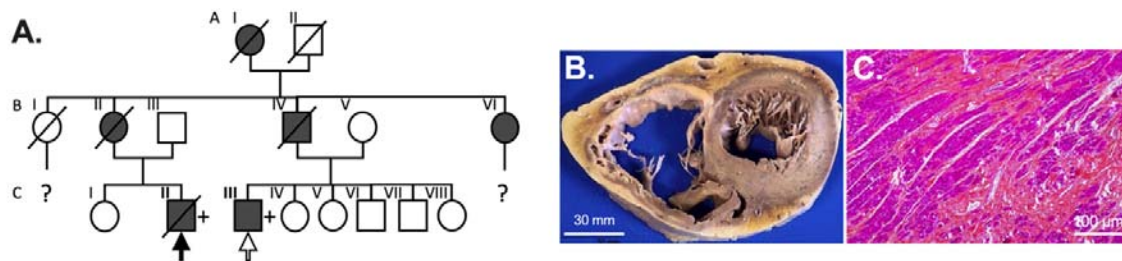 A.
A I II
B I II III IV V VI
? ?
C I II III IV V VI VII VIII
+ +
B.
30 mm
C.
100 µm